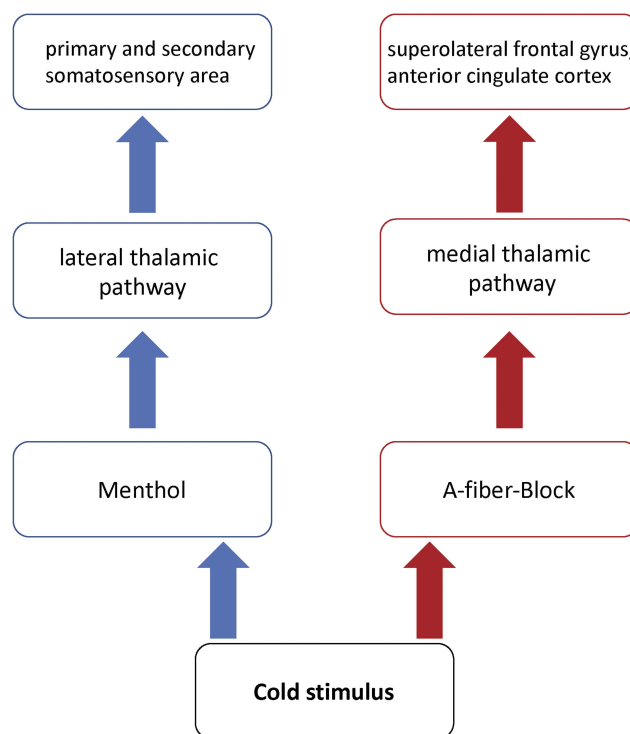 primary and secondary
somatosensory area
superolateral frontal gyrus,
anterior cingulate cortex
lateral thalamic
pathway
medial thalamic
pathway
Menthol
A-fiber-Block
Cold stimulus